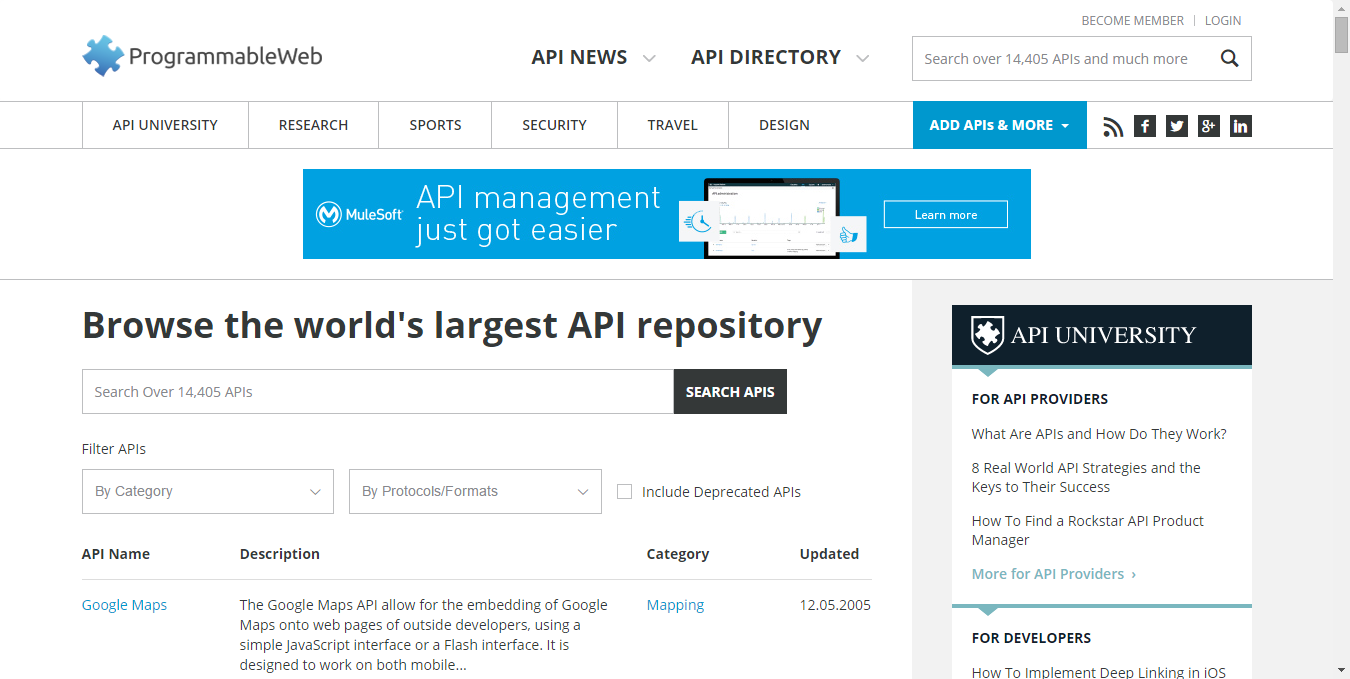 BECOME MEMBER | LOGIN
ProgrammableWeb
API NEWS
API DIRECTORY
Search over 14,405 APIs and much more
API UNIVERSITY
RESEARCH
SPORTS
SECURITY
TRAVEL
DESIGN
ADD APIs & MORE
MuleSoft
API management
just got easier
Learn more
Browse the world's largest API repository
Search Over 14,405 APIs
SEARCH APIS
Filter APIs
By Category
By Protocols/Formats
Include Deprecated APIs
API Name Description Category Updated
Google Maps
The Google Maps API allow for the embedding of Google
Maps onto web pages of outside developers, using a
simple JavaScript interface or a Flash interface. It is
designed to work on both mobile...
Mapping
12.05.2005
API UNIVERSITY
FOR API PROVIDERS
What Are APIs and How Do They Work?
8 Real World API Strategies and the
Keys to Their Success
How To Find a Rockstar API Product
Manager
More for API Providers ›
FOR DEVELOPERS
How To Implement Deep Linking in iOS